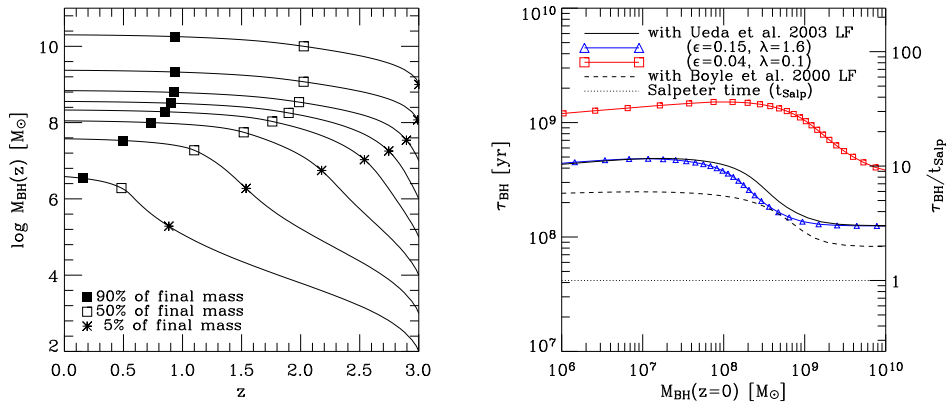 log M_BH(z) [M_⊙]
10
8
6
4
2
90% of final mass
50% of final mass
5% of final mass
0.0 0.5 1.0 1.5 2.0 2.5 3.0
z
τ_BH [yr]
10^10
10^9
10^8
10^7
with Ueda et al. 2003 LF
(ε=0.15, λ=1.6)
(ε=0.04, λ=0.1)
with Boyle et al. 2000 LF
Salpeter time (t_Salp)
100
10
1
τ_BH/t_Salp
10^6 10^7 10^8 10^9 10^10
M_BH(z=0) [M_⊙]